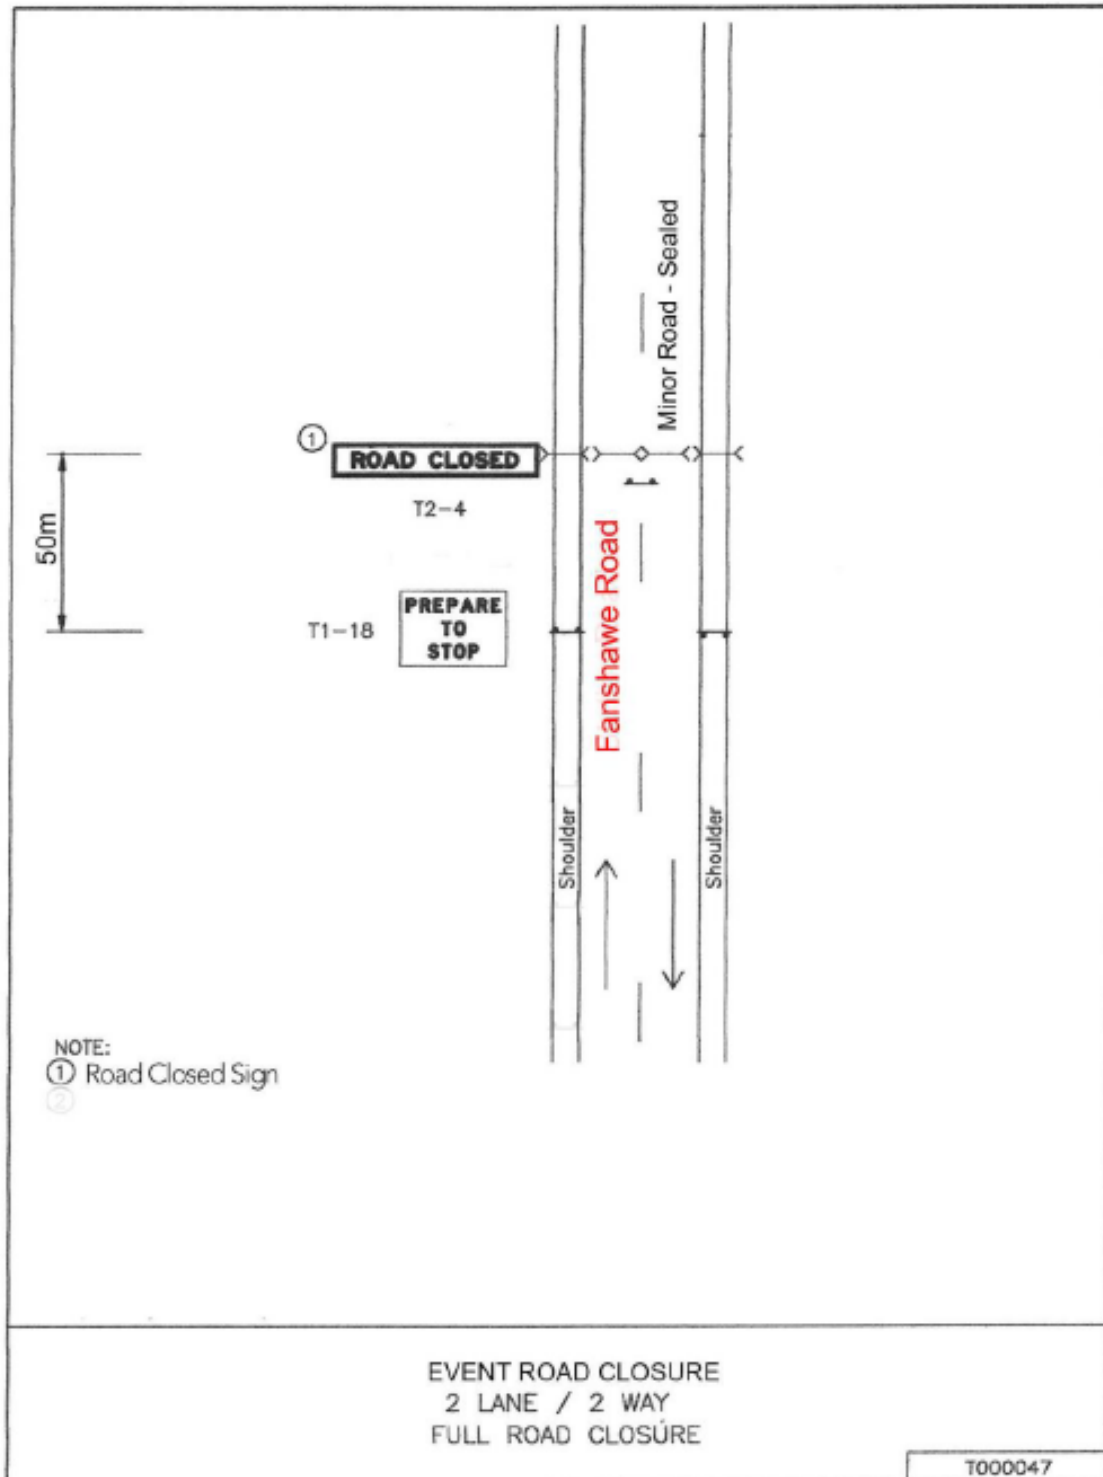 Minor Road - Sealed
①
ROAD CLOSED
T2-4
50m
Fanshawe Road
T1-18
PREPARE
TO
STOP
Shoulder
Shoulder
NOTE:
① Road Closed Sign
②
EVENT ROAD CLOSURE
2 LANE / 2 WAY
FULL ROAD CLOSURE
T000047